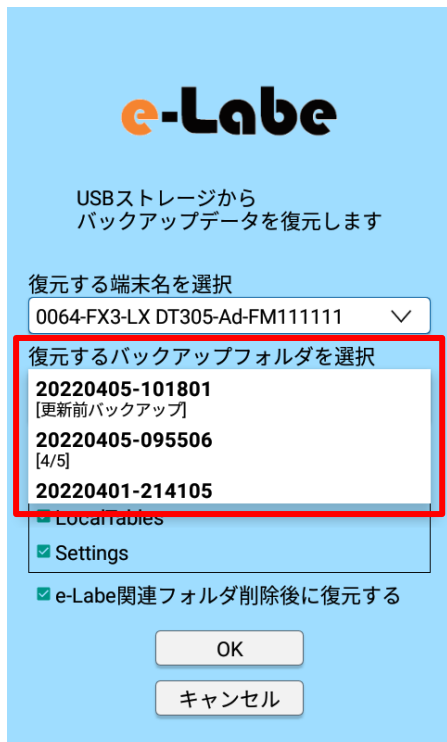 e-Labe
USBストレージから
バックアップデータを復元します
復元する端末名を選択
0064-FX3-LX DT305-Ad-FM111111
復元するバックアップフォルダを選択
20220405-101801
[更新前バックアップ]
20220405-095506
[4/5]
20220401-214105
LocalTables
Settings
e-Labe関連フォルダ削除後に復元する
OK
キャンセル